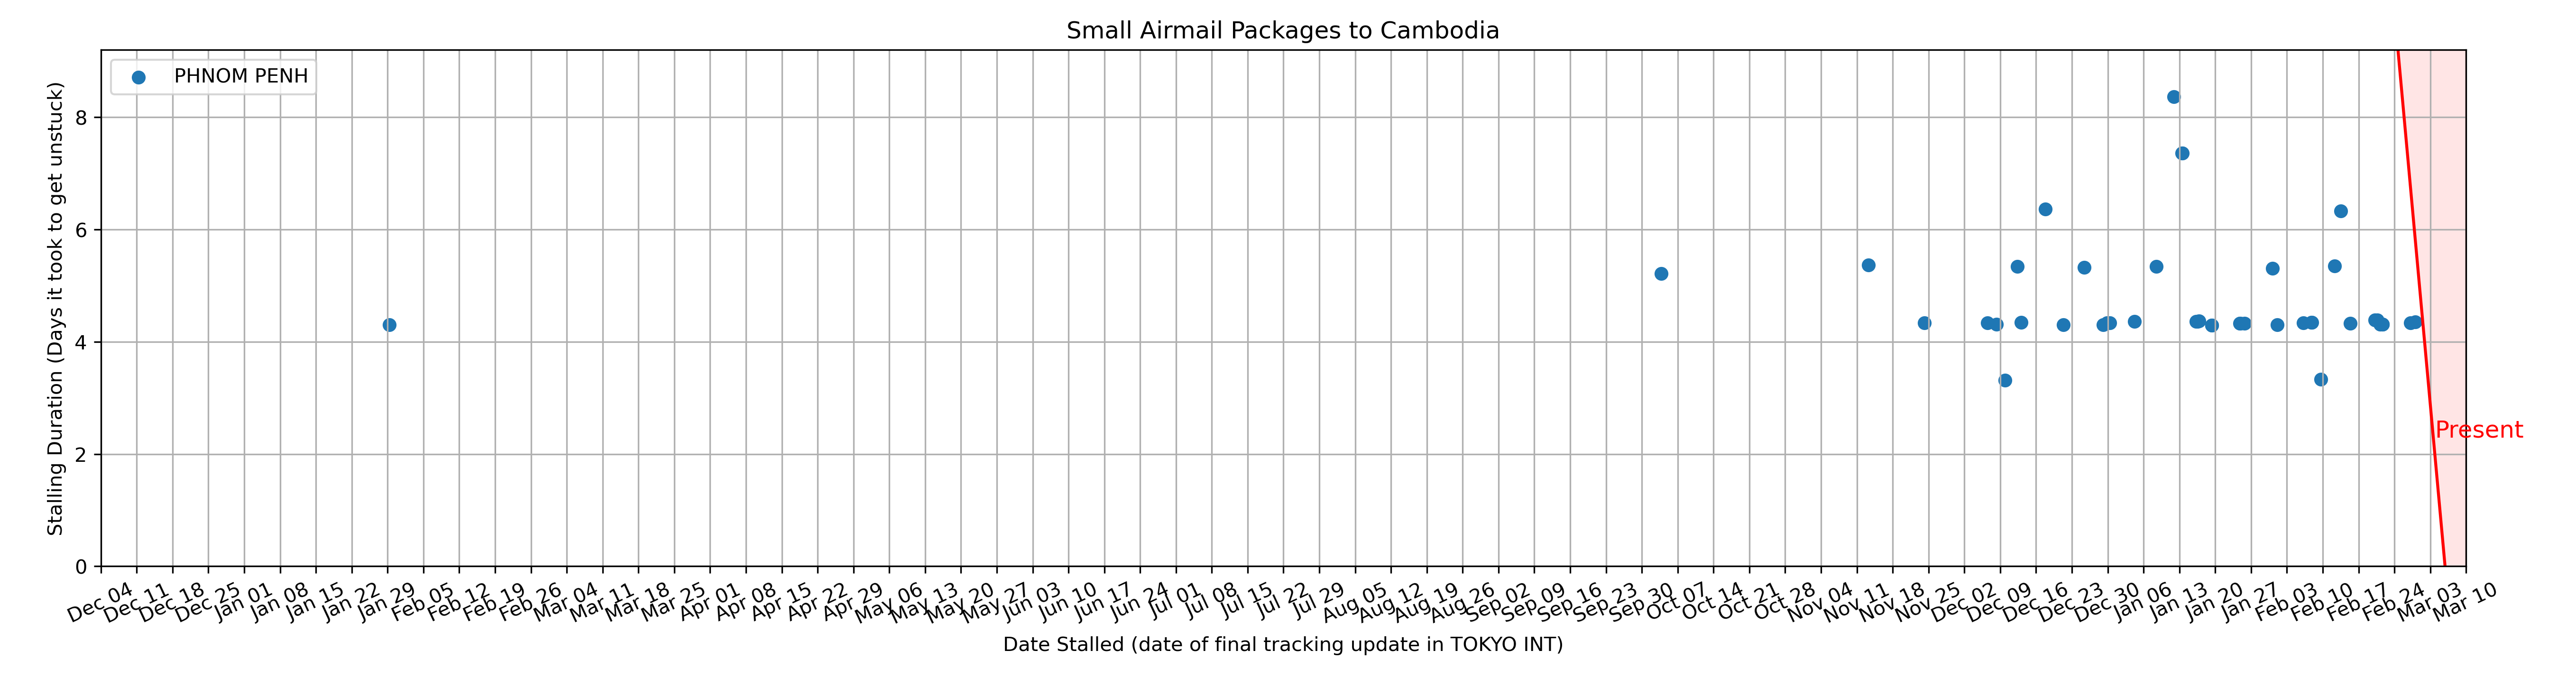 Small Airmail Packages to Cambodia
PHNOM PENH
Stalling Duration (Days it took to get unstuck)
8
6
4
2
0
Present
Dec 04
Dec 11
Dec 18
Dec 25
Jan 01
Jan 08
Jan 15
Jan 22
Jan 29
Feb 05
Feb 12
Feb 19
Feb 26
Mar 04
Mar 11
Mar 18
Mar 25
Apr 01
Apr 08
Apr 15
Apr 22
Apr 29
May 06
May 13
May 20
May 27
Jun 03
Jun 10
Jun 17
Jun 24
Jul 01
Jul 08
Jul 15
Jul 22
Jul 29
Aug 05
Aug 12
Aug 19
Aug 26
Sep 02
Sep 09
Sep 16
Sep 23
Sep 30
Oct 07
Oct 14
Oct 21
Oct 28
Nov 04
Nov 11
Nov 18
Nov 25
Dec 02
Dec 09
Dec 16
Dec 23
Dec 30
Jan 06
Jan 13
Jan 20
Jan 27
Feb 03
Feb 10
Feb 17
Feb 24
Mar 03
Mar 10
Date Stalled (date of final tracking update in TOKYO INT)